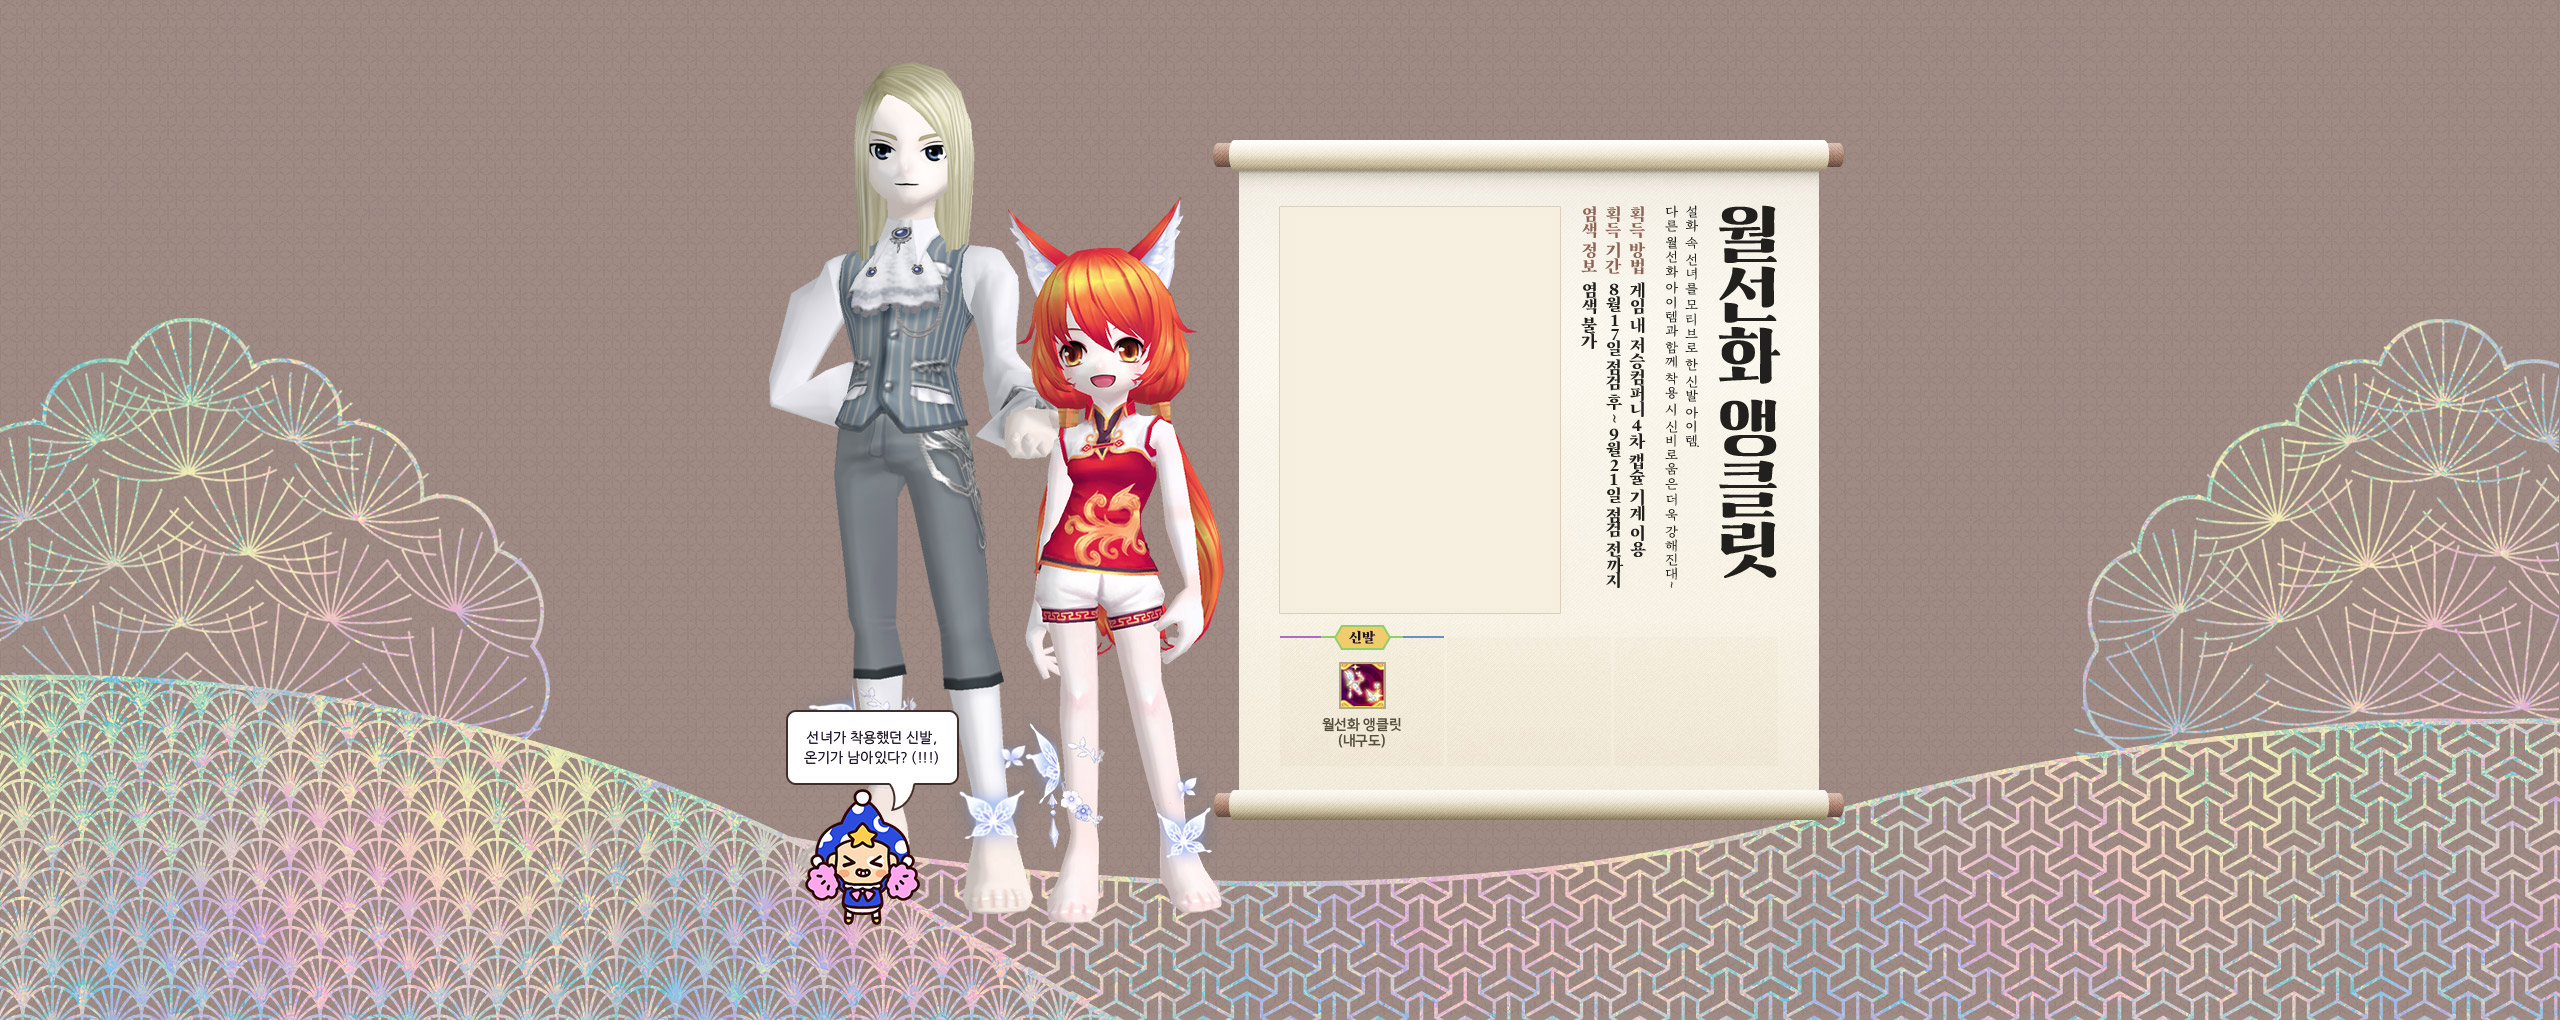 월선화 앵클릿
설화 속 선녀를 모티브로 한 신발 아이템.
다른 월선화 아이템과 함께 착용 시 신비로움은 더욱 강해진대~
획득 방법 게임 내 저승컴퍼니 4차 캡슐 기계 이용
획득 기간 8월 17일 점검 후 ~ 9월 21일 점검 전까지
염색 정보 염색 불가
신발
월선화 앵클릿
(내구도)
선녀가 착용했던 신발,
온기가 남아있다? (!!!)